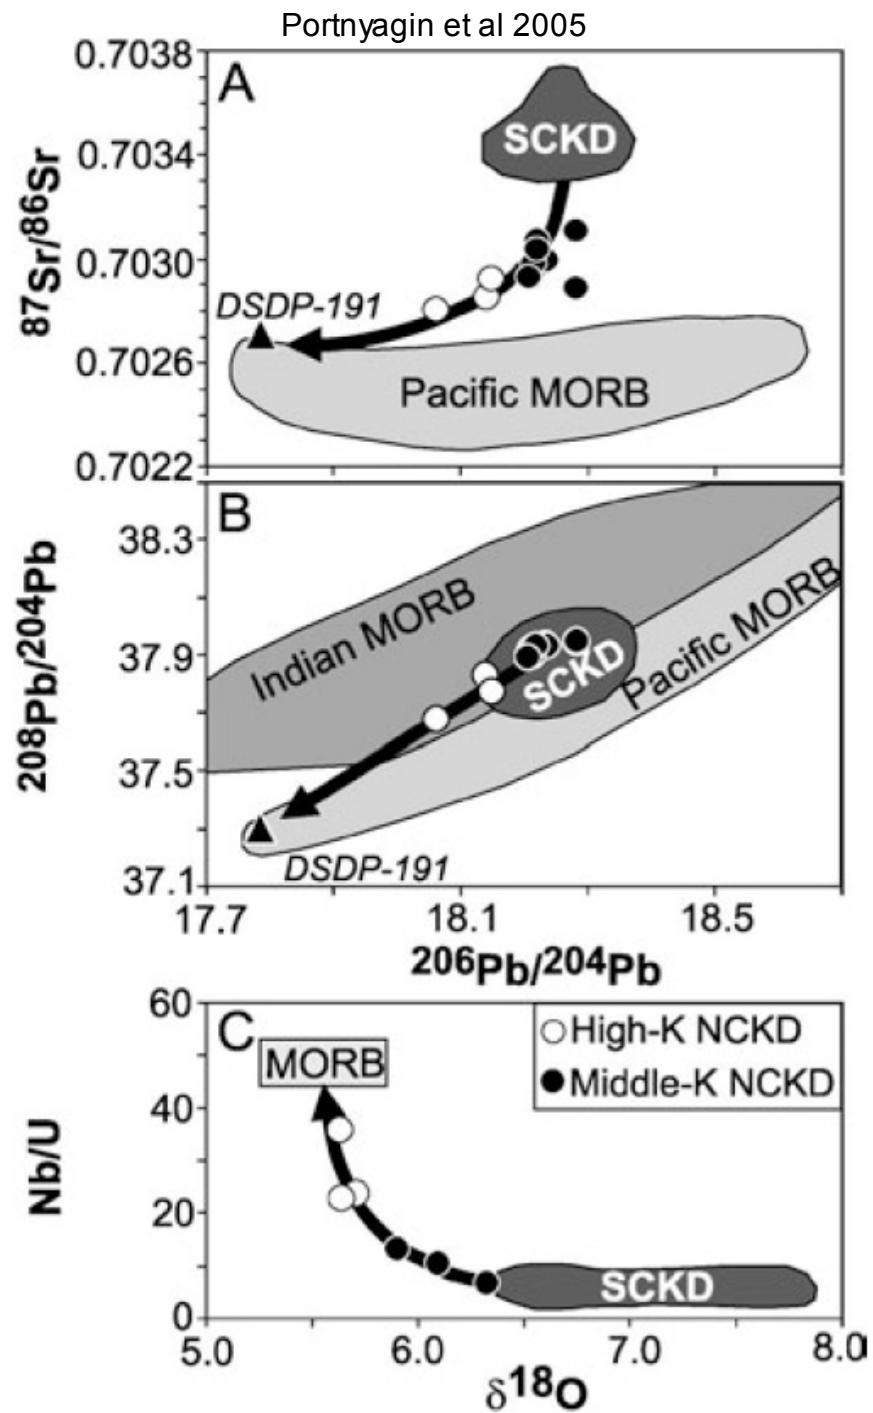 Portnyagin et al 2005
0.7038
A
SCKD
0.7034
87Sr/86Sr
0.7030
DSDP-191
0.7026
Pacific MORB
0.7022
B
38.3
208Pb/204Pb
Indian MORB
37.9
SCKD
Pacific MORB
37.5
DSDP-191
37.1
17.7 18.1 18.5
206Pb/204Pb
60
C
High-K NCKD
MORB
Middle-K NCKD
40
Nb/U
20
SCKD
0
5.0 6.0 7.0 8.0
δ18O